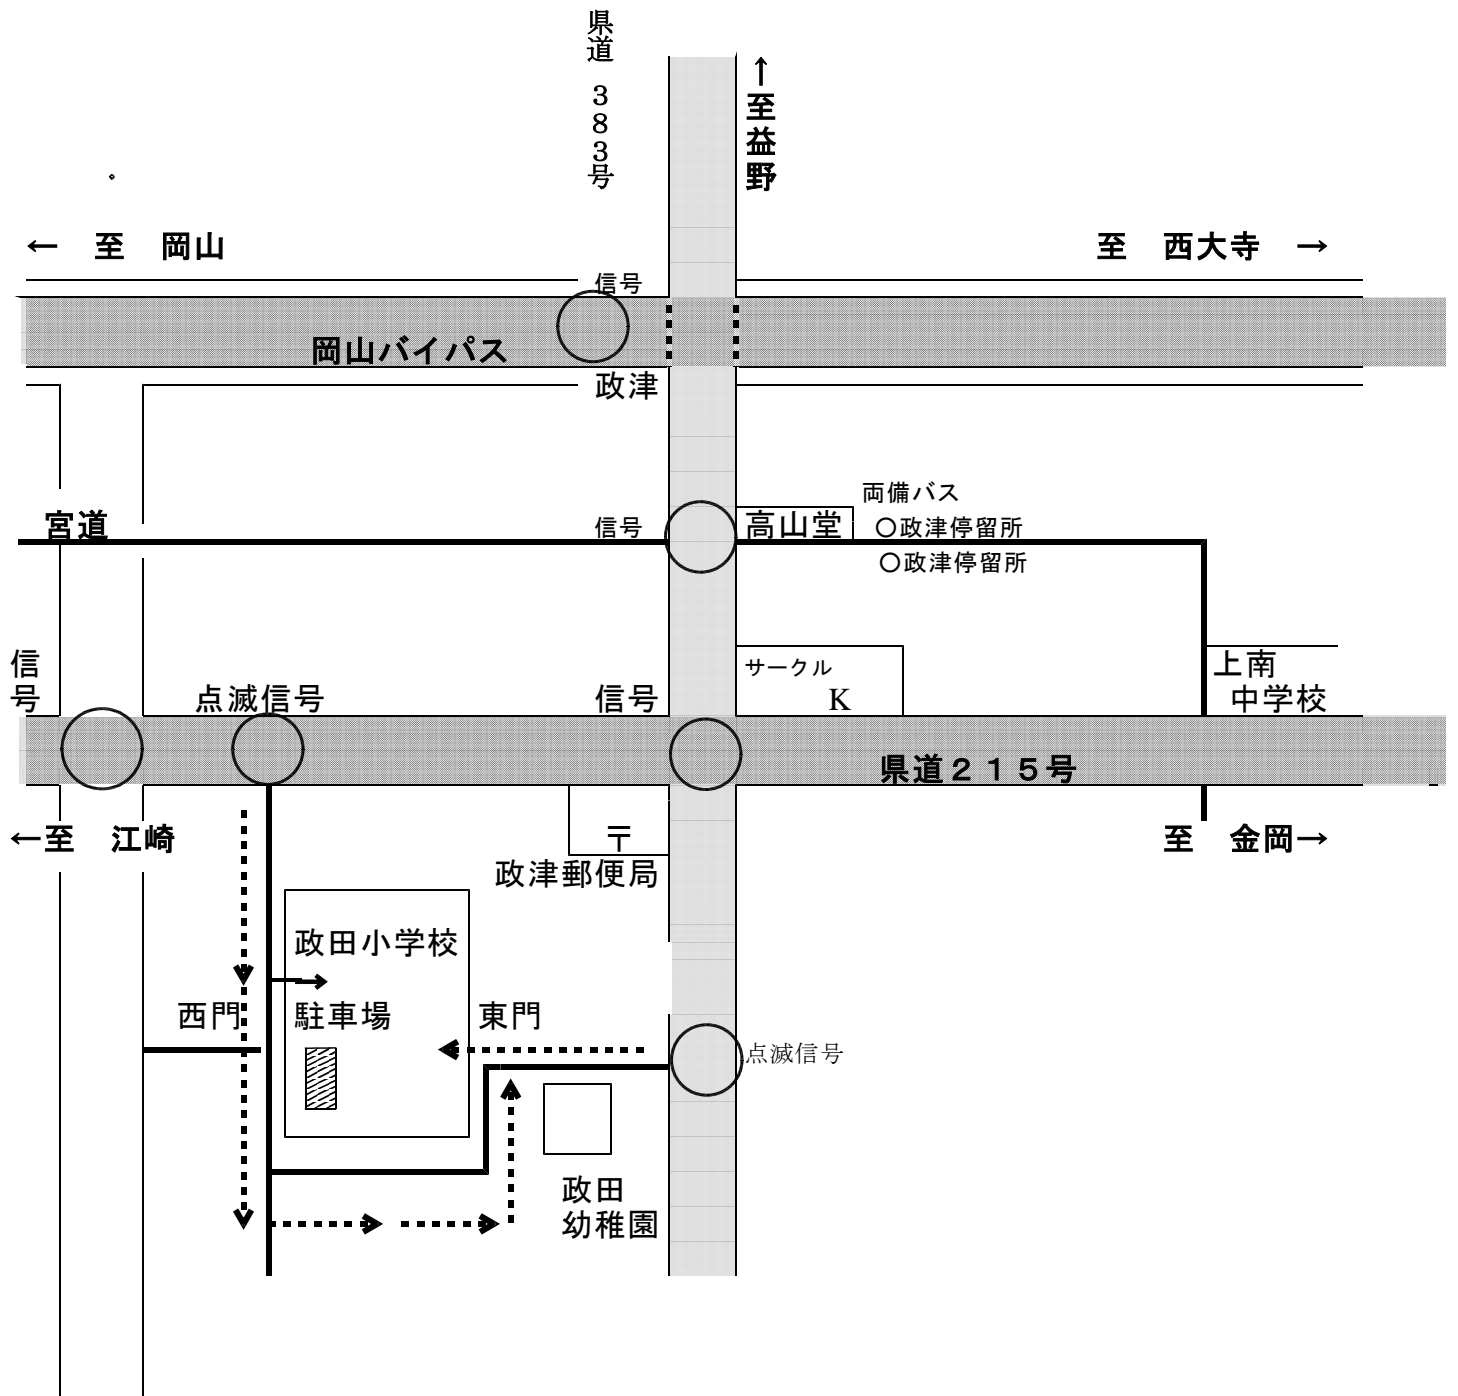 県道 383号
↑至益野
← 至 岡山
至 西大寺 →
信号
岡山バイパス
政津
両備バス
宮道
信号
高山堂
○政津停留所
○政津停留所
信号
サークル
K
上南
中学校
点滅信号
信号
県道215号
←至 江崎
〒
至 金岡→
政津郵便局
政田小学校
西門
駐車場
東門
点滅信号
政田
幼稚園